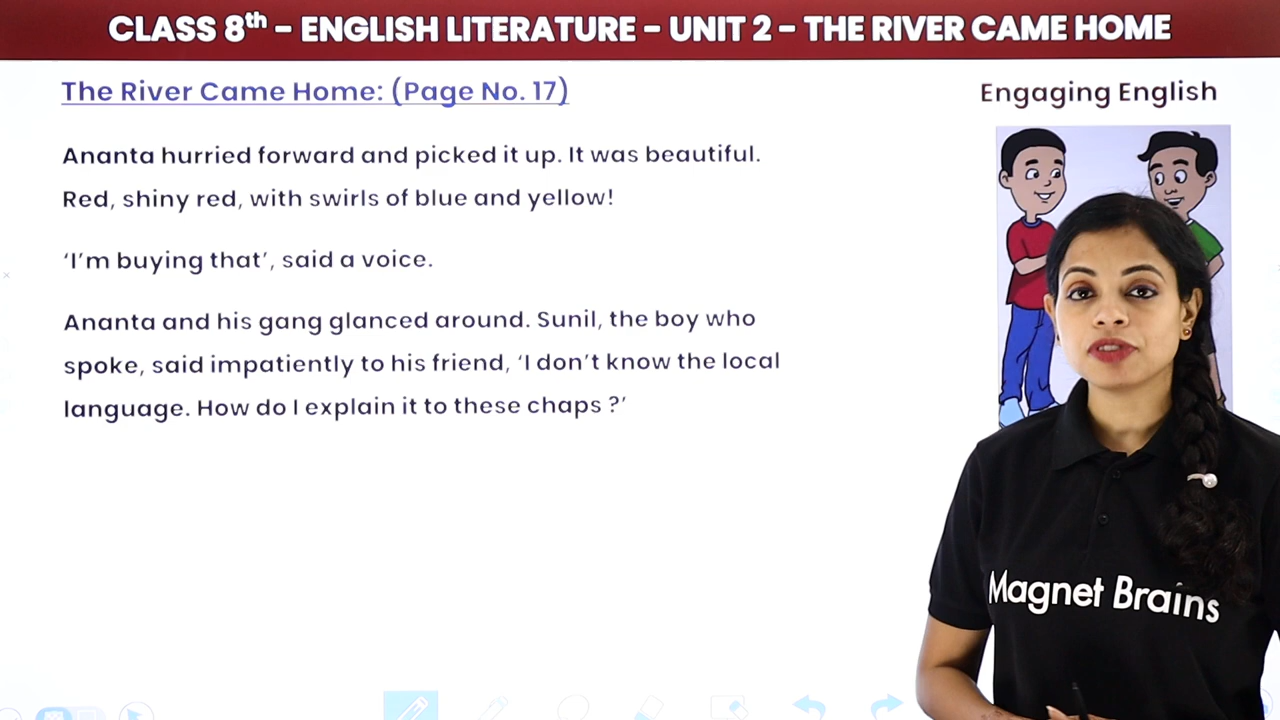 CLASS 8th - ENGLISH LITERATURE - UNIT 2 - THE RIVER CAME HOME
The River Came Home: (Page No. 17)
Engaging English
Ananta hurried forward and picked it up. It was beautiful.
Red, shiny red, with swirls of blue and yellow!
‘I’m buying that’, said a voice.
Ananta and his gang glanced around. Sunil, the boy who
spoke, said impatiently to his friend, ‘I don’t know the local
language. How do I explain it to these chaps ?’
Magnet Brains